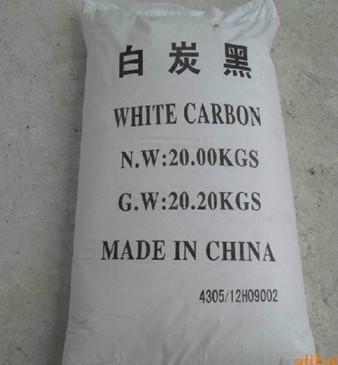 白炭黑
WHITE CARBON
N.W:20.00KGS
G.W:20.20KGS
MADE IN CHINA
4305/12H09002